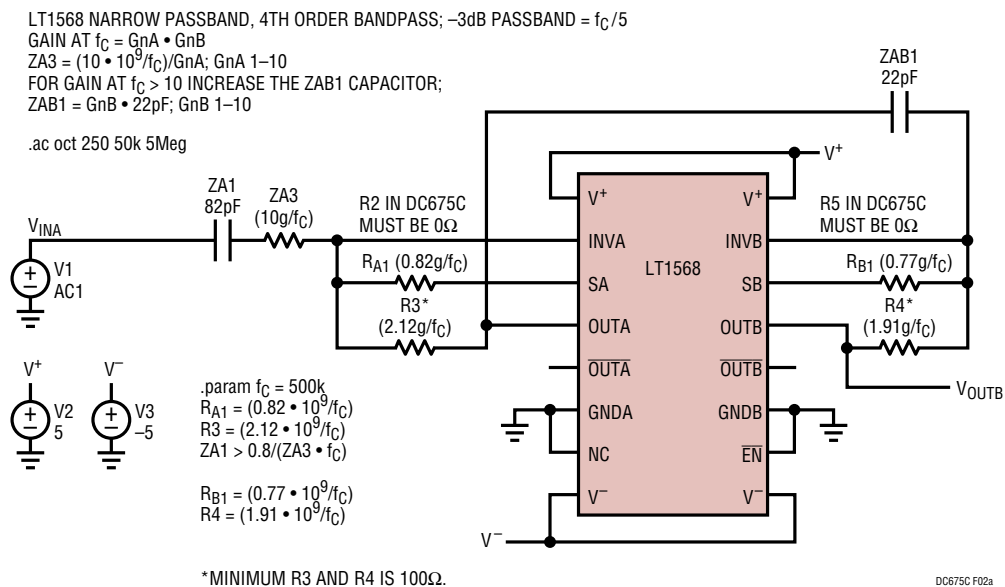 LT1568 NARROW PASSBAND, 4TH ORDER BANDPASS; –3dB PASSBAND = fC/5
GAIN AT fC = GnA • GnB
ZA3 = (10 • 10^9/fC)/GnA; GnA 1–10
FOR GAIN AT fC > 10 INCREASE THE ZAB1 CAPACITOR;
ZAB1 = GnB • 22pF; GnB 1–10
.ac oct 250 50k 5Meg
ZAB1
22pF
V+
ZA1
82pF
ZA3
(10g/fC)
R2 IN DC675C
MUST BE 0Ω
V+
V+
R5 IN DC675C
MUST BE 0Ω
VINA
INVA
INVB
V1
AC1
RA1 (0.82g/fC)
LT1568
RB1 (0.77g/fC)
SA
SB
R3*
(2.12g/fC)
R4*
(1.91g/fC)
OUTA
OUTB
OUTA
OUTB
VOUTB
V+
V–
V2
5
V3
–5
.param fC = 500k
RA1 = (0.82 • 10^9/fC)
R3 = (2.12 • 10^9/fC)
ZA1 > 0.8/(ZA3 • fC)
RB1 = (0.77 • 10^9/fC)
R4 = (1.91 • 10^9/fC)
GNDA
GNDB
NC
EN
V–
V–
V–
*MINIMUM R3 AND R4 IS 100Ω.
DC675C F02a